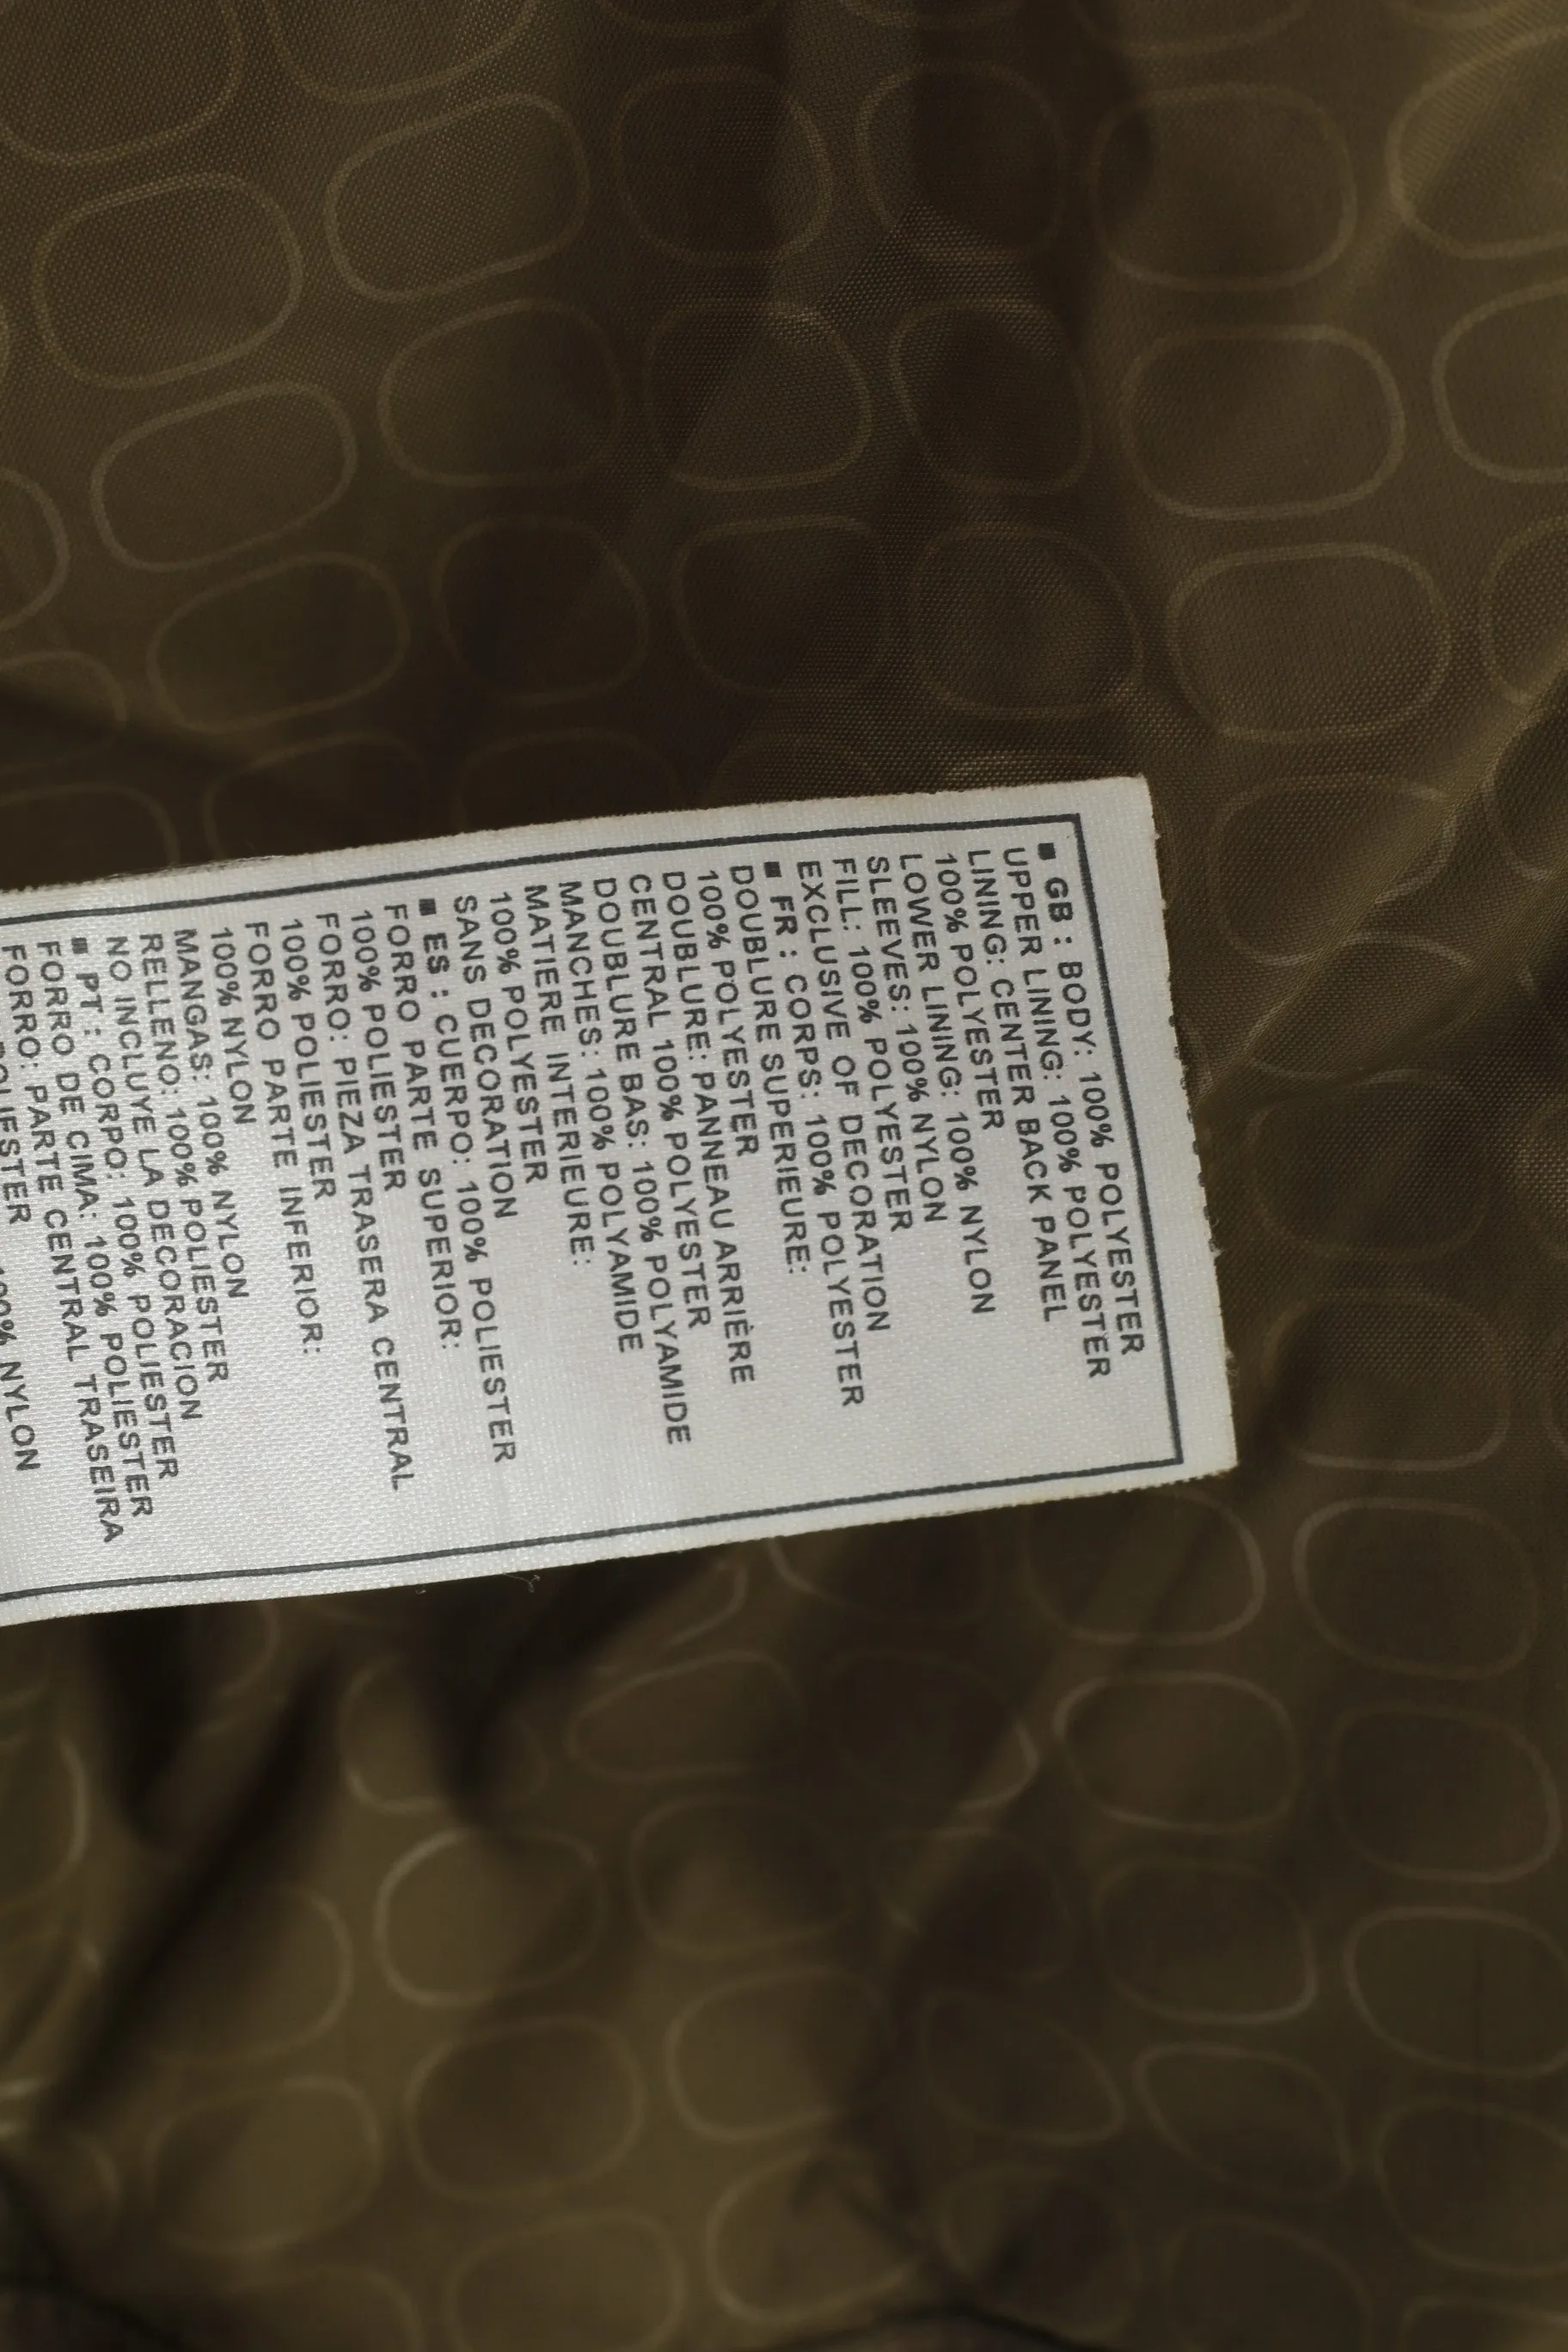 ■ GB : BODY: 100% POLYESTER
UPPER LINING: 100% POLYESTER
LINING: CENTER BACK PANEL
100% POLYESTER
LOWER LINING: 100% NYLON
SLEEVES: 100% NYLON
FILL: 100% POLYESTER
EXCLUSIVE OF DECORATION
■ FR : CORPS: 100% POLYESTER
DOUBLURE SUPERIEURE:
100% POLYESTER
DOUBLURE: PANNEAU ARRIÈRE
CENTRAL 100% POLYESTER
DOUBLURE BAS: 100% POLYAMIDE
MANCHES: 100% POLYAMIDE
MATIERE INTERIEURE:
100% POLYESTER
SANS DECORATION
■ ES : CUERPO: 100% POLIESTER
FORRO PARTE SUPERIOR:
100% POLIESTER
FORRO: PIEZA TRASERA CENTRAL
100% POLIESTER
FORRO PARTE INFERIOR:
100% NYLON
MANGAS: 100% NYLON
RELLENO: 100% POLIESTER
NO INCLUYE LA DECORACION
■ PT : CORPO: 100% POLIESTER
FORRO DE CIMA: 100% POLIESTER
FORRO: PARTE CENTRAL TRASEIRA
POLIESTER
100% NYLON